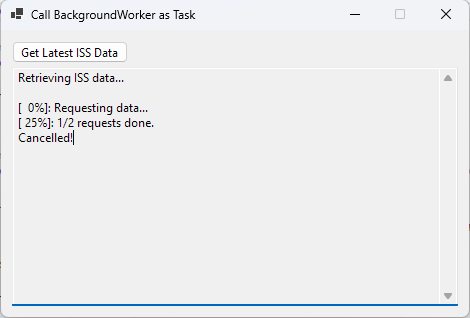 Call BackgroundWorker as Task
Get Latest ISS Data
Retrieving ISS data...
[  0%]: Requesting data...
[ 25%]: 1/2 requests done.
Cancelled!